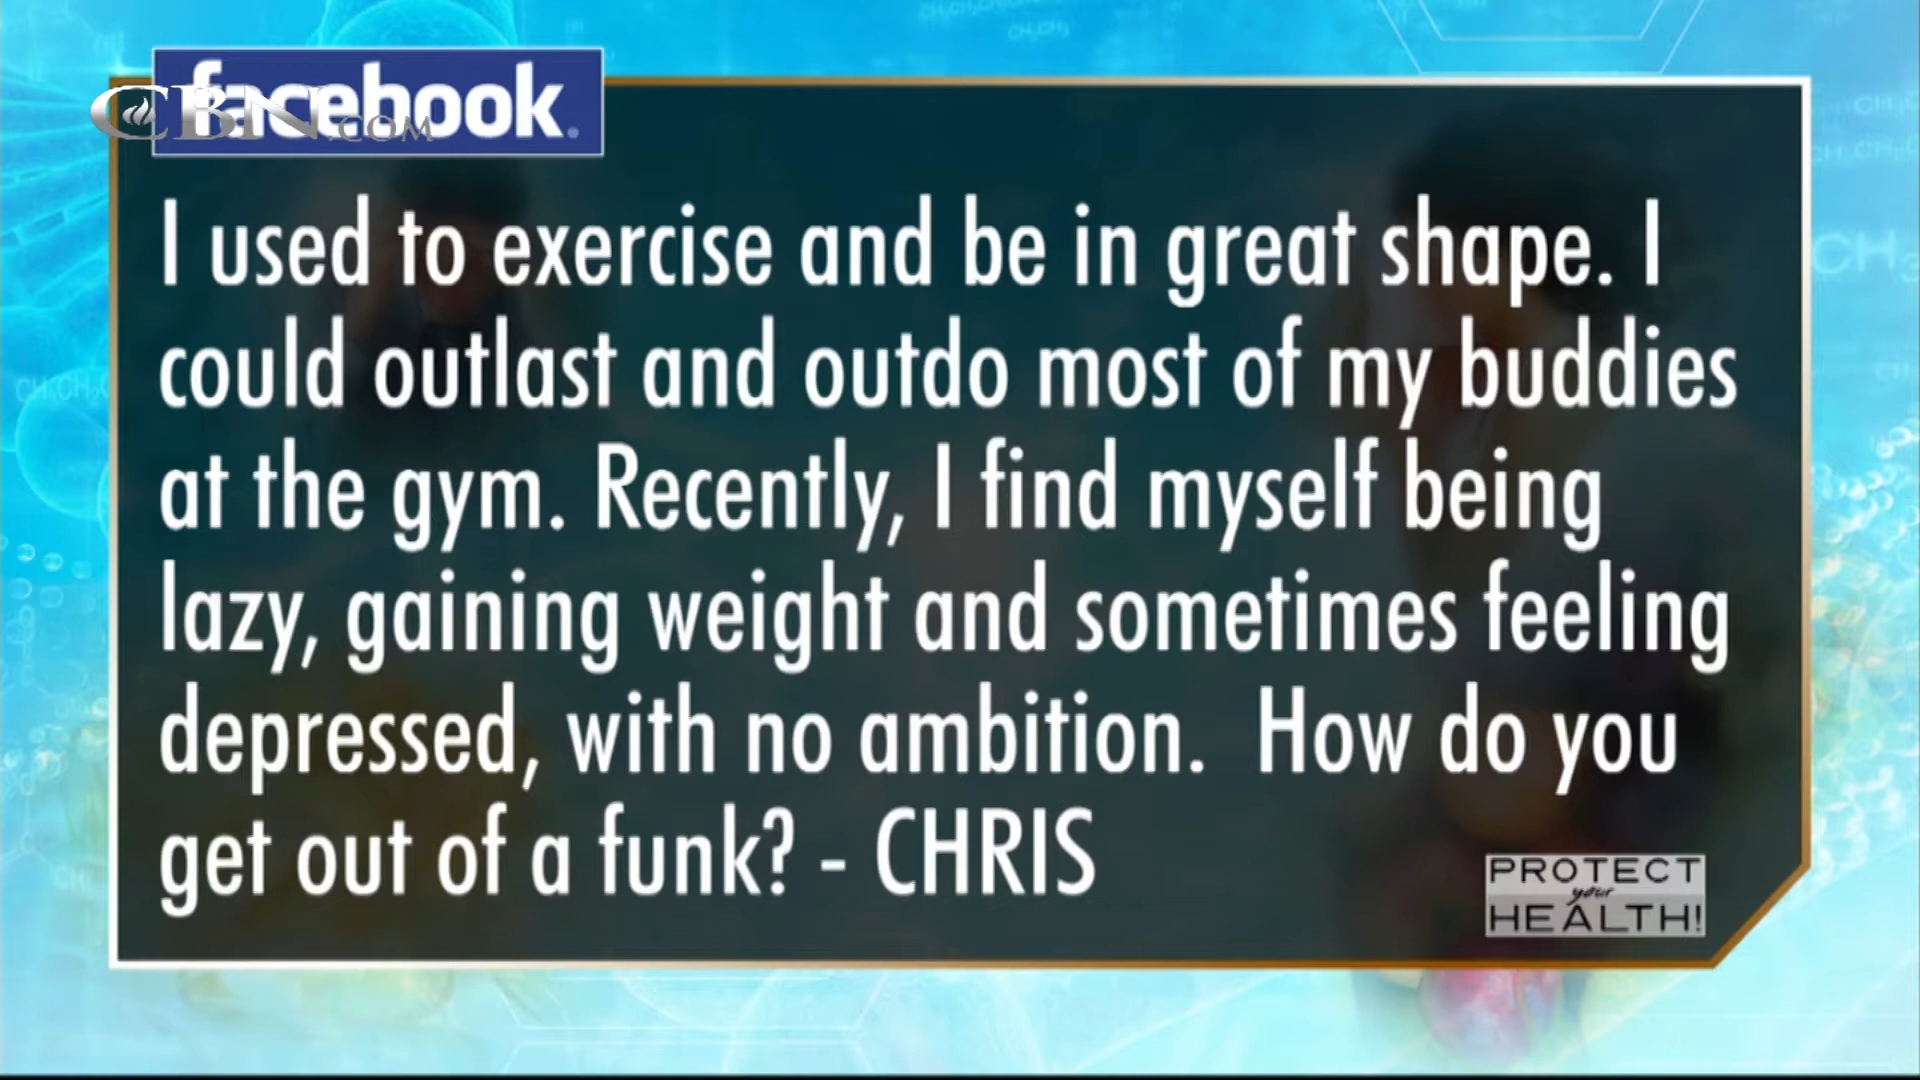 facebook.
CBN.COM
I used to exercise and be in great shape. I
could outlast and outdo most of my buddies
at the gym. Recently, I find myself being
lazy, gaining weight and sometimes feeling
depressed, with no ambition.  How do you
get out of a funk? - CHRIS
PROTECT
your
HEALTH!